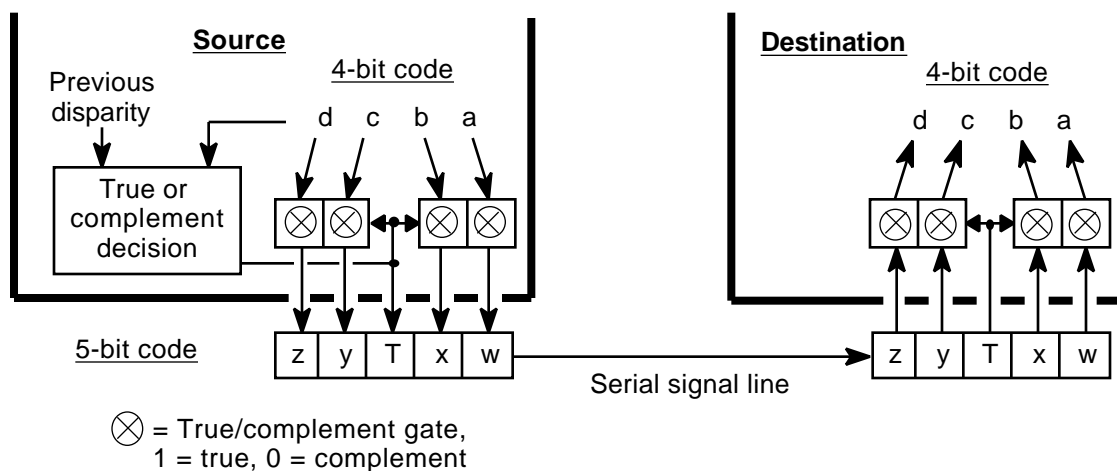 Source
Destination
4-bit code
4-bit code
Previous
disparity
d c b a
d c b a
True or
complement
decision
5-bit code
z y T x w
z y T x w
Serial signal line
= True/complement gate,
1 = true, 0 = complement